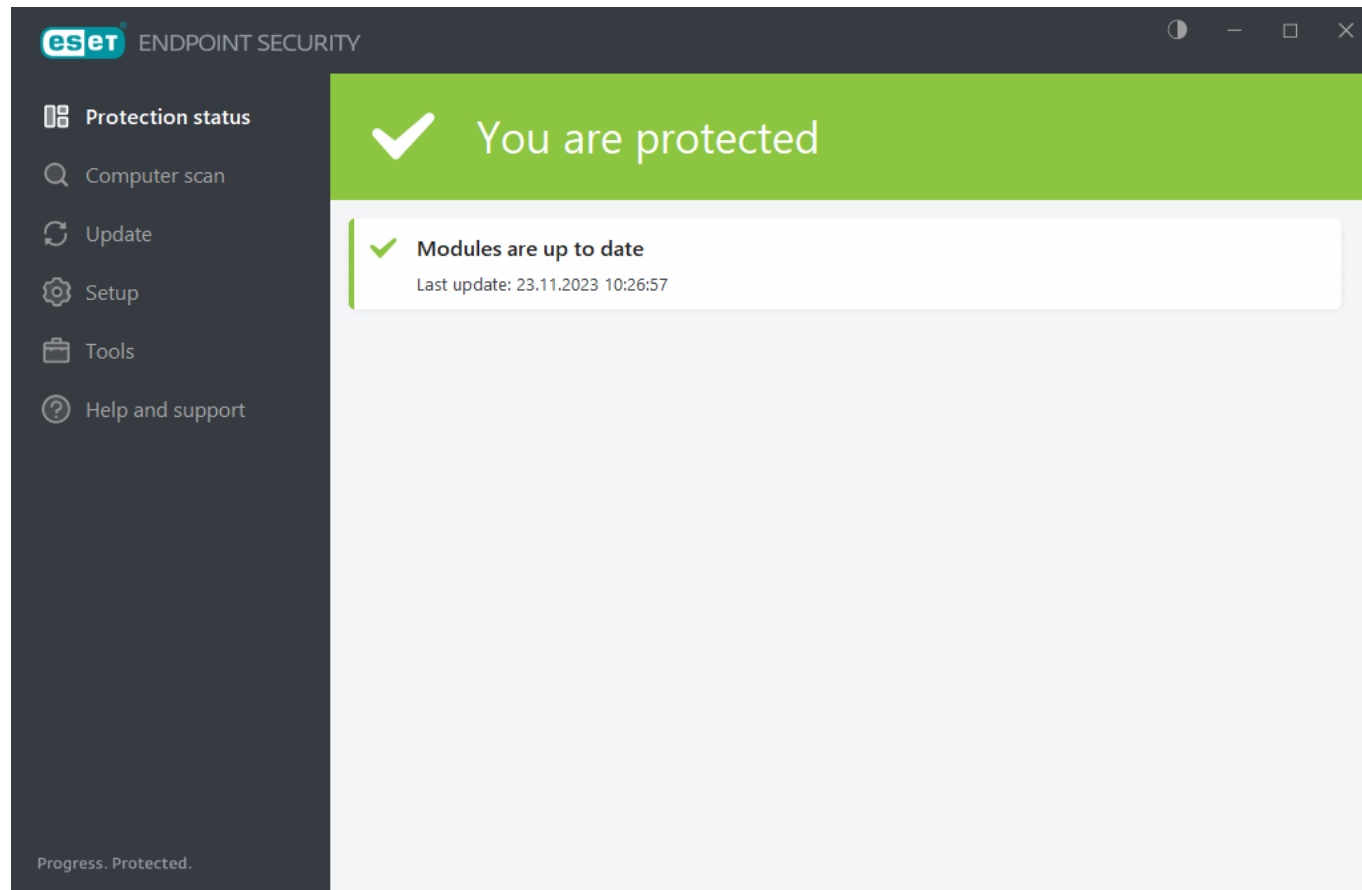 eset ENDPOINT SECURITY
Protection status
Computer scan
Update
Setup
Tools
Help and support
You are protected
Modules are up to date
Last update: 23.11.2023 10:26:57
Progress. Protected.